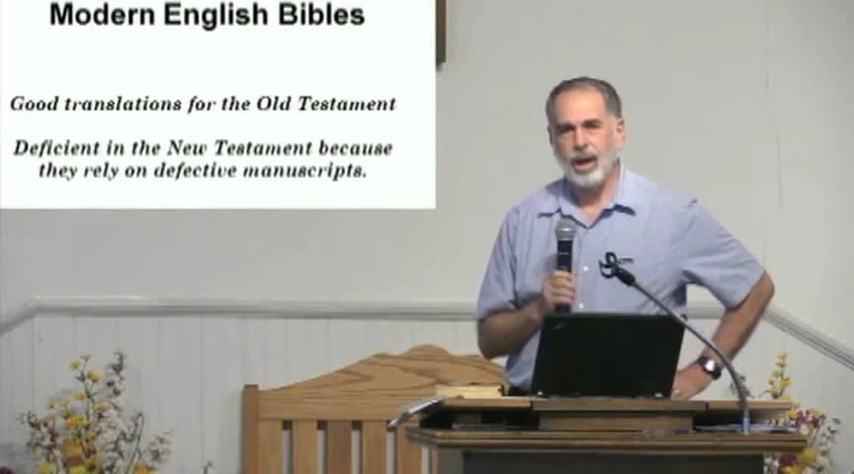 Modern English Bibles
Good translations for the Old Testament
Deficient in the New Testament because
they rely on defective manuscripts.